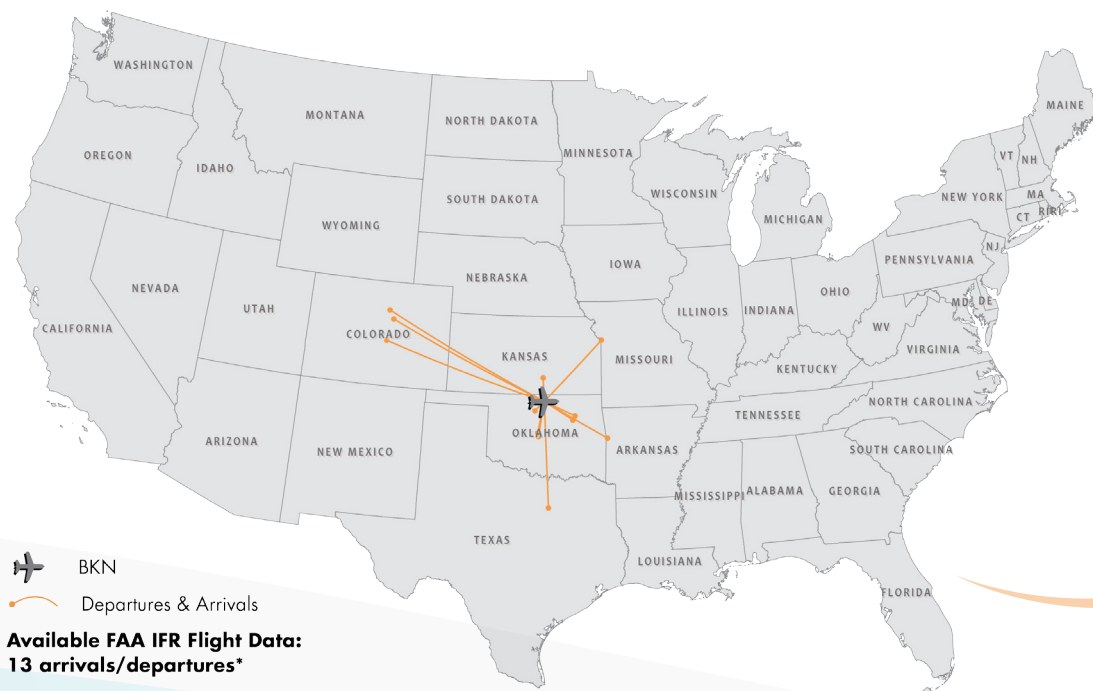 WASHINGTON
MONTANA
NORTH DAKOTA
MINNESOTA
MAINE
OREGON
IDAHO
VT
NH
SOUTH DAKOTA
WISCONSIN
MICHIGAN
NEW YORK
MA
CT
RIRI
WYOMING
IOWA
PENNSYLVANIA
NJ
NEBRASKA
NEVADA
UTAH
ILLINOIS
INDIANA
OHIO
MD
DE
CALIFORNIA
COLORADO
WV
KANSAS
MISSOURI
VIRGINIA
KENTUCKY
NORTH CAROLINA
TENNESSEE
ARIZONA
NEW MEXICO
OKLAHOMA
ARKANSAS
SOUTH CAROLINA
MISSISSIPPI
ALABAMA
GEORGIA
TEXAS
LOUISIANA
FLORIDA
BKN
Departures & Arrivals
Available FAA IFR Flight Data:
13 arrivals/departures*